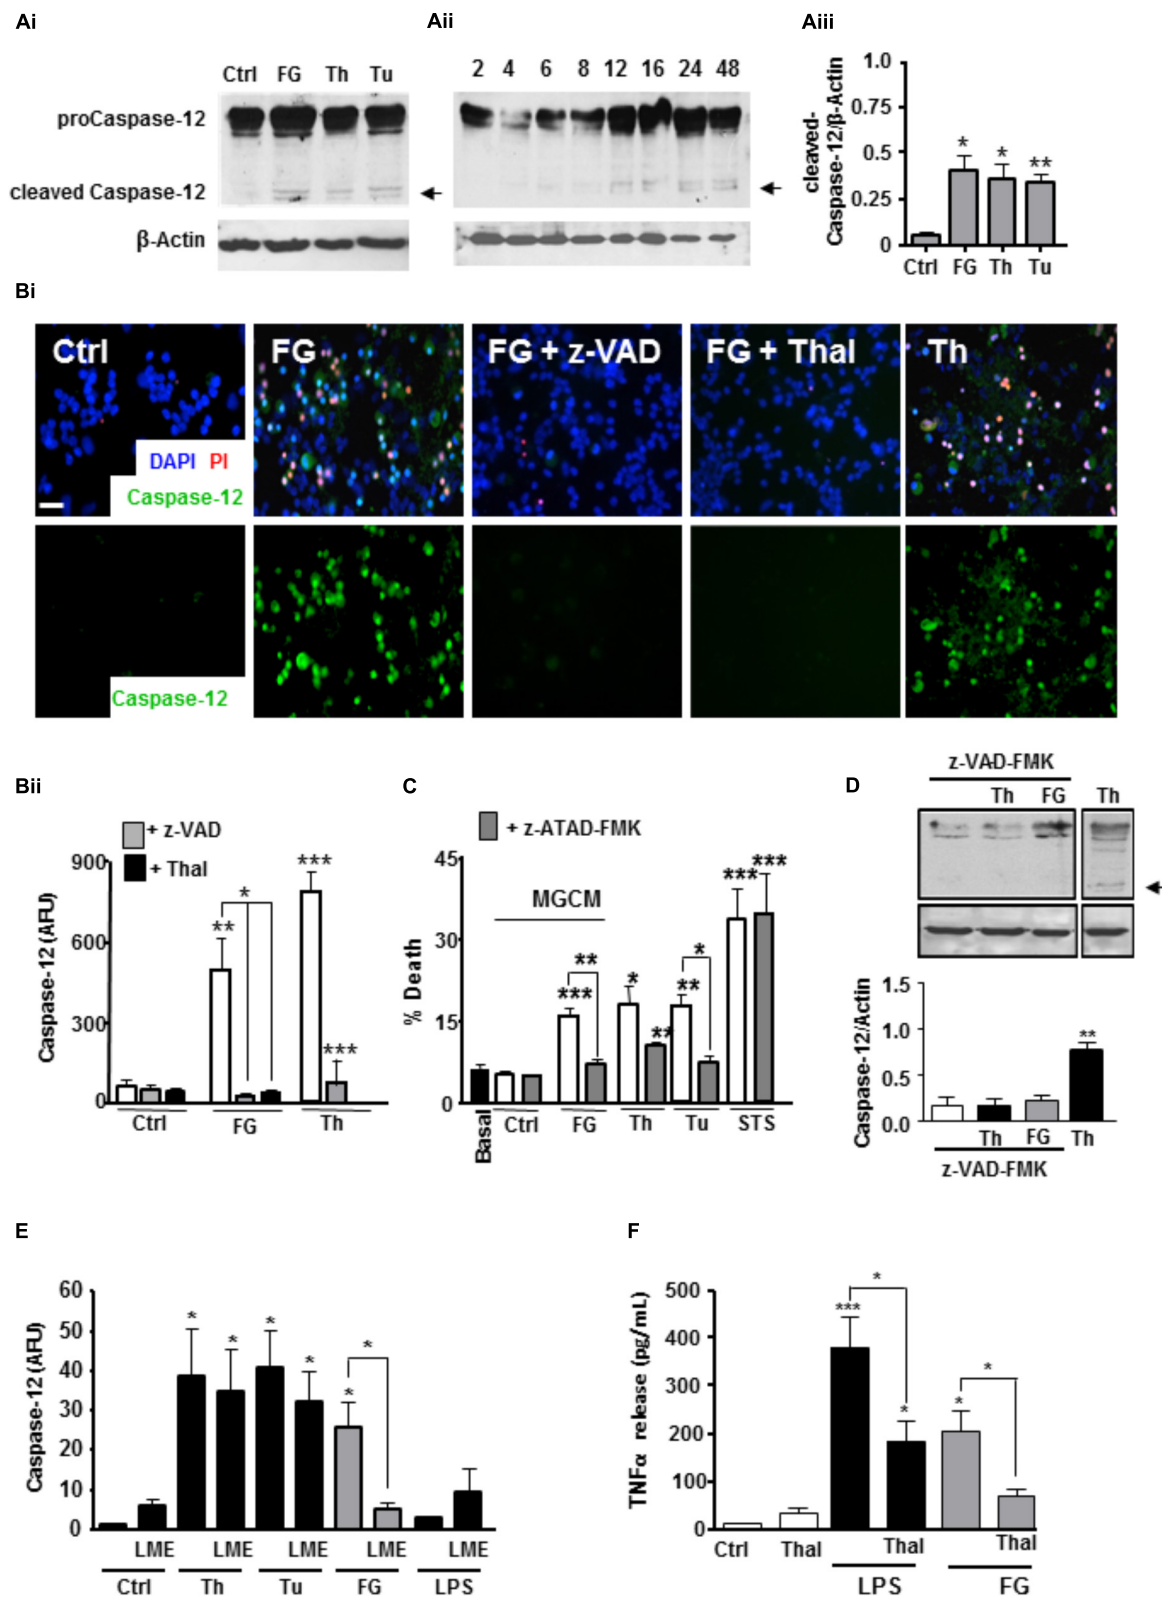 Ai
Aii
Aiii
Ctrl FG Th Tu
proCaspase-12
cleaved Caspase-12
β-Actin
2 4 6 8 12 16 24 48
cleaved-
Caspase-12/β-Actin
1.0
0.75
0.5
0.25
0
* * **
Ctrl FG Th Tu
Bi
Ctrl
FG
FG + z-VAD
FG + Thal
Th
DAPI PI
Caspase-12
Caspase-12
Bii
+ z-VAD
+ Thal
Caspase-12 (AFU)
900
600
300
0
** * *** ***
Ctrl FG Th
C
+ z-ATAD-FMK
MGCM
% Death
45
30
15
0
*** ** * ** ** * *** ***
Basal Ctrl FG Th Tu STS
D
z-VAD-FMK
Th FG Th
Caspase-12/Actin
1.5
1.0
0.5
0.0
**
Th FG Th
z-VAD-FMK
E
Caspase-12 (AFU)
60
50
40
30
20
10
0
* * * * * *
LME LME LME LME LME
Ctrl Th Tu FG LPS
F
TNFα release (pg/mL)
500
400
300
200
100
0
*** * * * *
Ctrl Thal Thal Thal
LPS FG